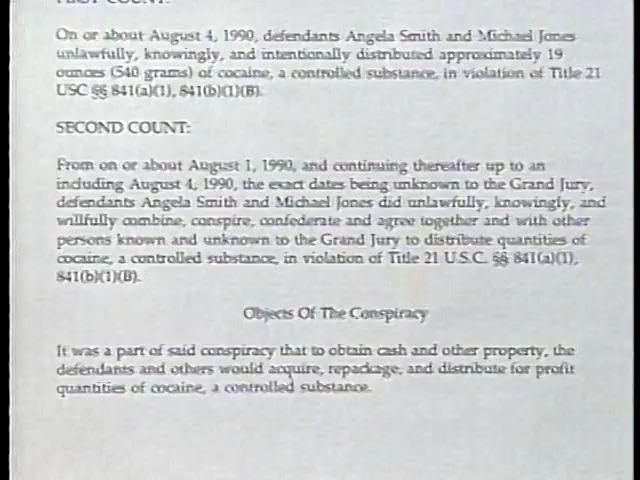 FIRST COUNT:
On or about August 4, 1990, defendants Angela Smith and Michael Jones
unlawfully, knowingly, and intentionally distributed approximately 19
ounces (540 grams) of cocaine, a controlled substance, in violation of Title 21
USC §§ 841(a)(1), 841(b)(1)(B).
SECOND COUNT:
From on or about August 1, 1990, and continuing thereafter up to an
including August 4, 1990, the exact dates being unknown to the Grand Jury,
defendants Angela Smith and Michael Jones did unlawfully, knowingly, and
willfully combine, conspire, confederate and agree together and with other
persons known and unknown to the Grand Jury to distribute quantities of
cocaine, a controlled substance, in violation of Title 21 U.S.C. §§ 841(a)(1),
841(b)(1)(B).
Objects Of The Conspiracy
It was a part of said conspiracy that to obtain cash and other property, the
defendants and others would acquire, repackage, and distribute for profit
quantities of cocaine, a controlled substance.